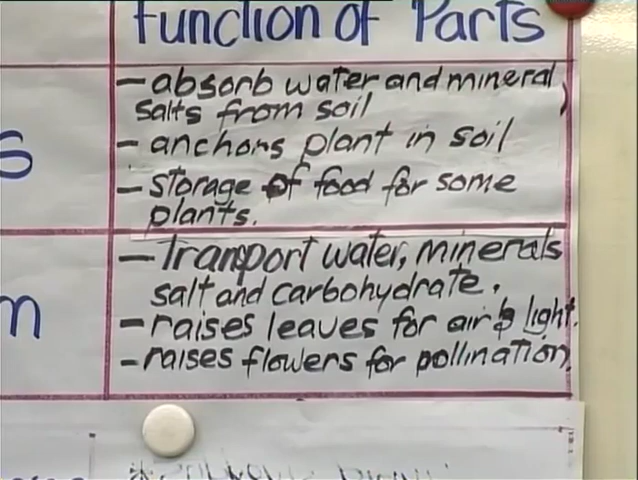 Function of Parts
- absorb water and mineral
salts from soil
s
- anchors plant in soil
- storage of food for some
plants.
- Transport water, minerals
salt and carbohydrate.
m
- raises leaves for air & light.
- raises flowers for pollination.